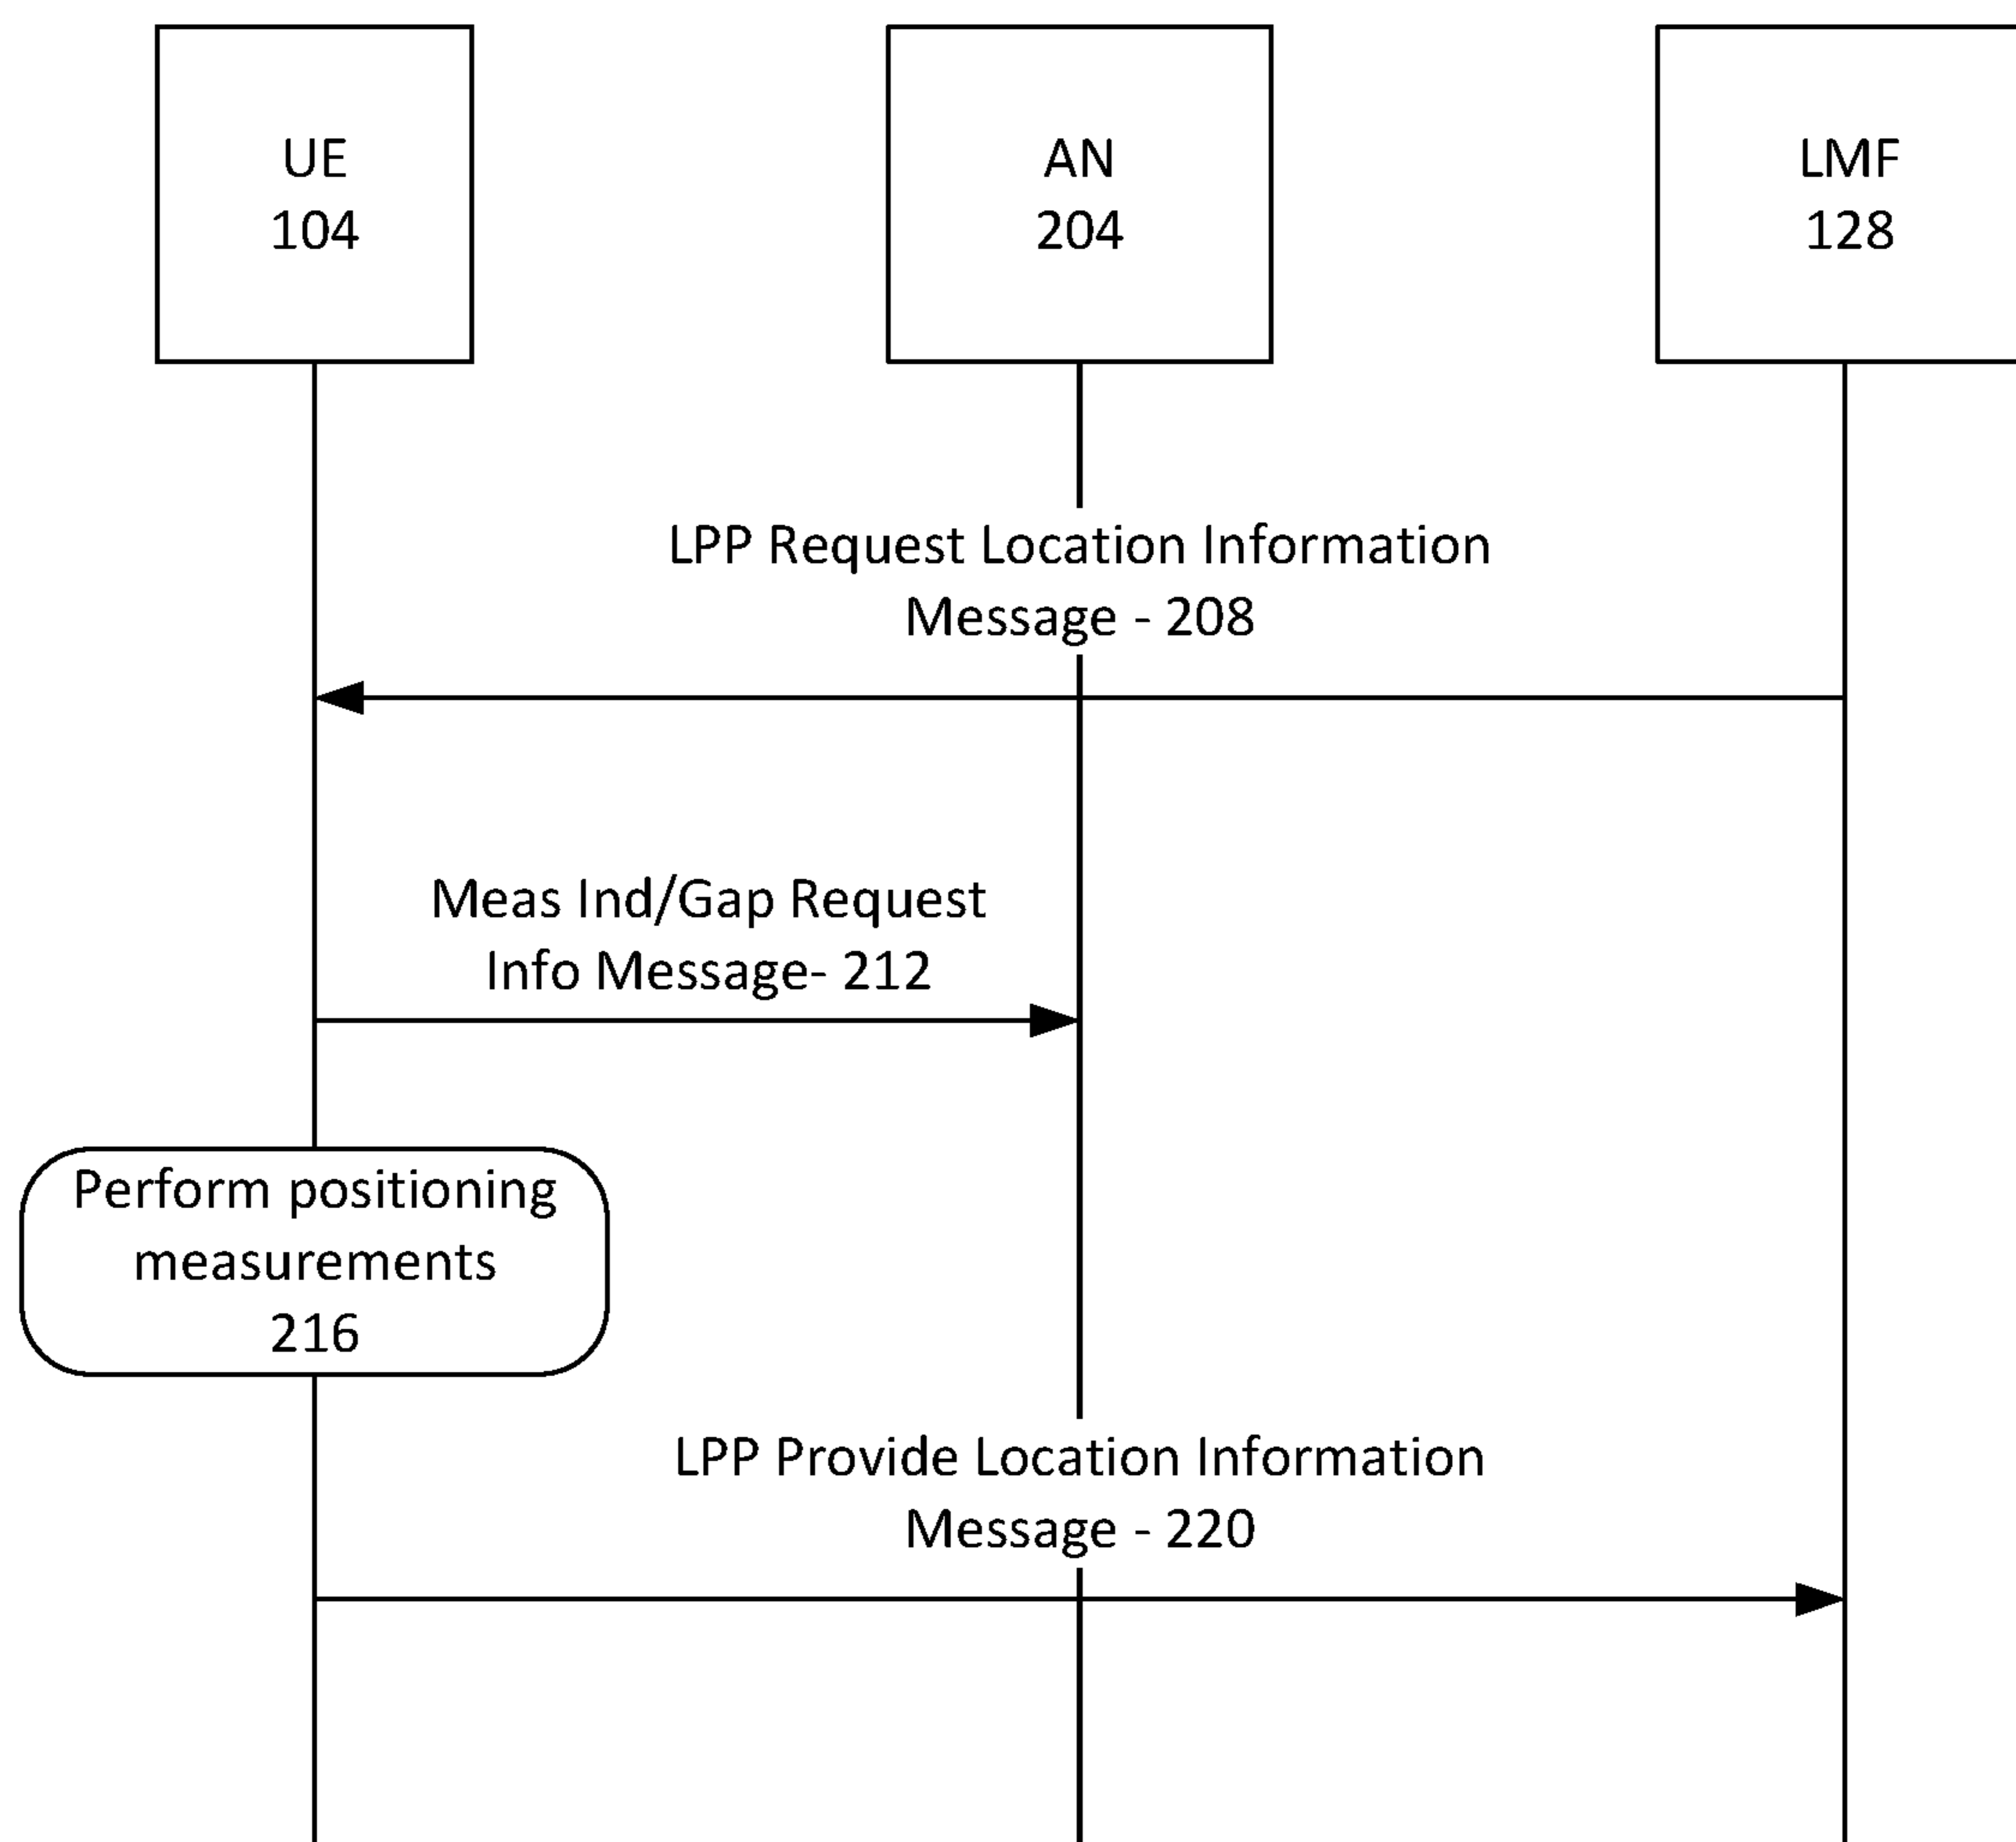 UE
104
AN
204
LMF
128
LPP Request Location Information
Message - 208
Meas Ind/Gap Request
Info Message- 212
Perform positioning
measurements
216
LPP Provide Location Information
Message - 220